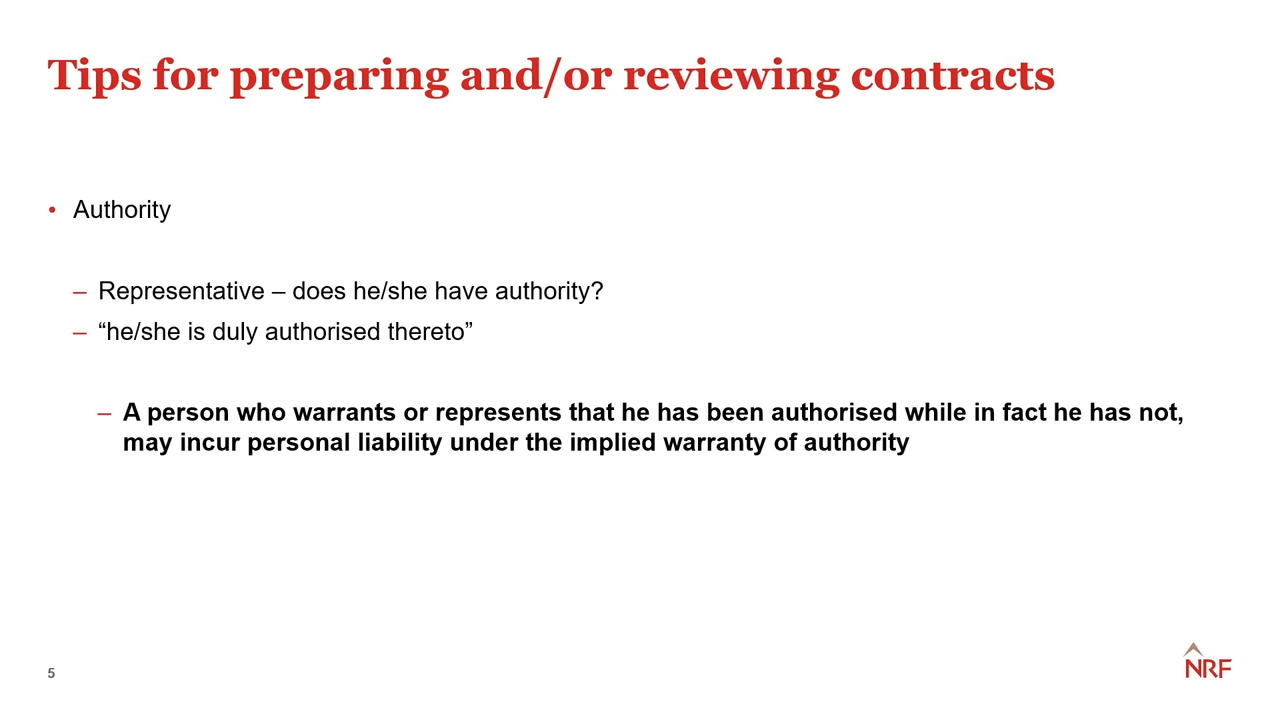 Tips for preparing and/or reviewing contracts
• Authority
– Representative – does he/she have authority?
– “he/she is duly authorised thereto”
– A person who warrants or represents that he has been authorised while in fact he has not,
may incur personal liability under the implied warranty of authority
5
NRF